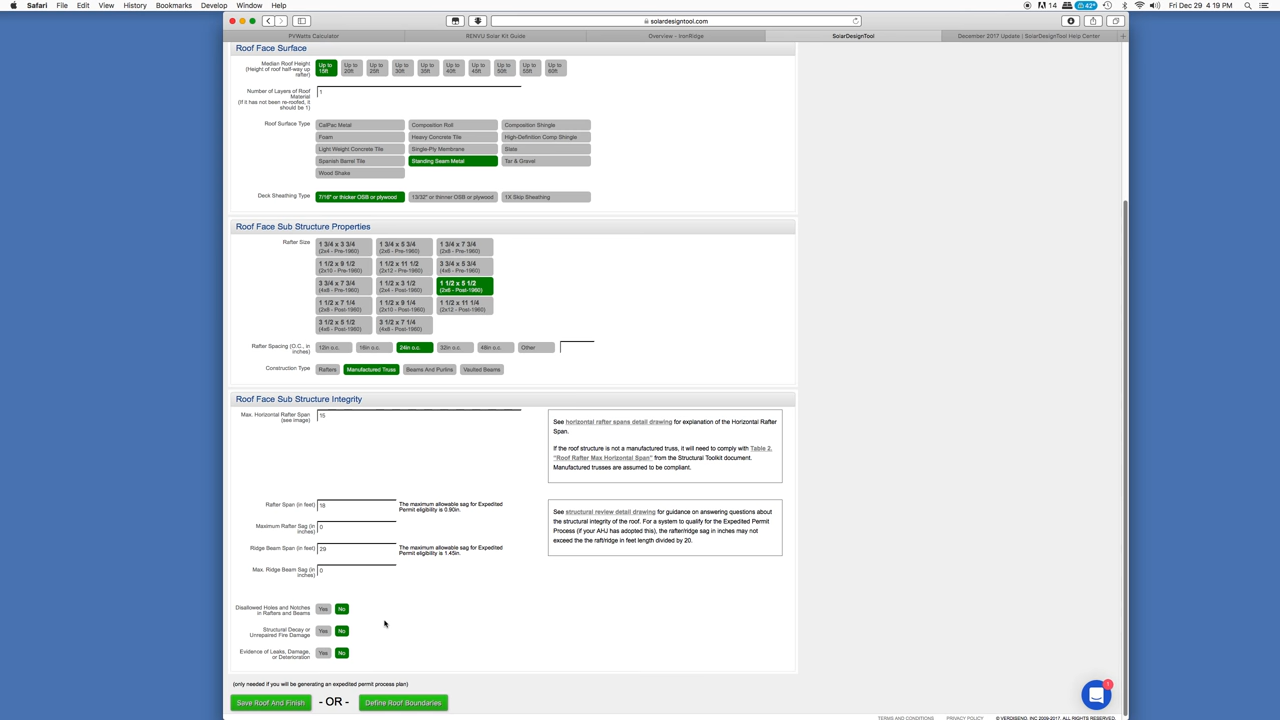 Safari File Edit View History Bookmarks Develop Window Help
14 42° Fri Dec 29 4:19 PM
solardesigntool.com
PVWatts Calculator RENVU Solar Kit Guide Overview - IronRidge SolarDesignTool December 2017 Update | SolarDesignTool Help Center
Roof Face Surface
Median Roof Height
(Height of roof half-way up
rafter)
Up to
15ft
Up to
20ft
Up to
25ft
Up to
30ft
Up to
35ft
Up to
40ft
Up to
45ft
Up to
50ft
Up to
55ft
Up to
60ft
Number of Layers of Roof
Material
(if it has not been re-roofed, it
should be 1)
1
Roof Surface Type
CalPac Metal Composition Roll Composition Shingle
Foam Heavy Concrete Tile High-Definition Comp Shingle
Light Weight Concrete Tile Single-Ply Membrane Slate
Spanish Barrel Tile Standing Seam Metal Tar & Gravel
Wood Shake
Deck Sheathing Type 7/16" or thicker OSB or plywood 13/32" or thinner OSB or plywood 1X Skip Sheathing
Roof Face Sub Structure Properties
Rafter Size
1 3/4 x 3 3/4 1 3/4 x 5 3/4 1 3/4 x 7 3/4
(2x4 - Pre-1960) (2x6 - Pre-1960) (2x8 - Pre-1960)
1 1/2 x 9 1/2 1 1/2 x 11 1/2 3 3/4 x 5 3/4
(2x10 - Pre-1960) (2x12 - Pre-1960) (4x6 - Pre-1960)
3 3/4 x 7 3/4 1 1/2 x 3 1/2 1 1/2 x 5 1/2
(4x8 - Pre-1960) (2x4 - Post-1960) (2x6 - Post-1960)
1 1/2 x 7 1/4 1 1/2 x 9 1/4 1 1/2 x 11 1/4
(2x8 - Post-1960) (2x10 - Post-1960) (2x12 - Post-1960)
3 1/2 x 5 1/2 3 1/2 x 7 1/4
(4x6 - Post-1960) (4x8 - Post-1960)
Rafter Spacing (O.C., in
inches)
12in o.c. 16in o.c. 24in o.c. 32in o.c. 48in o.c. Other
Construction Type Rafters Manufactured Truss Beams And Purlins Vaulted Beams
Roof Face Sub Structure Integrity
Max. Horizontal Rafter Span
(see image)
15
See horizontal rafter spans detail drawing for explanation of the Horizontal Rafter
Span.
If the roof structure is not a manufactured truss, it will need to comply with Table 2.
"Roof Rafter Max Horizontal Span" from the Structural Toolkit document.
Manufactured trusses are assumed to be compliant.
Rafter Span (in feet) 18
The maximum allowable sag for Expedited
Permit eligibility is 0.90in.
Maximum Rafter Sag (in
inches)
0
Ridge Beam Span (in feet) 29
The maximum allowable sag for Expedited
Permit eligibility is 1.45in.
Max. Ridge Beam Sag (in
inches)
0
See structural review detail drawing for guidance on answering questions about
the structural integrity of the roof. For a system to qualify for the Expedited Permit
Process (if your AHJ has adopted this), the rafter/ridge sag in inches may not
exceed the the raft/ridge in feet length divided by 20.
Disallowed Holes and Notches
in Rafters and Beams
Yes No
Structural Decay or
Unrepaired Fire Damage
Yes No
Evidence of Leaks, Damage,
or Deterioration
Yes No
(only needed if you will be generating an expedited permit process plan)
Save Roof And Finish - OR - Define Roof Boundaries
1
TERMS AND CONDITIONS PRIVACY POLICY © VERDISEND, INC 2009-2017. ALL RIGHTS RESERVED.